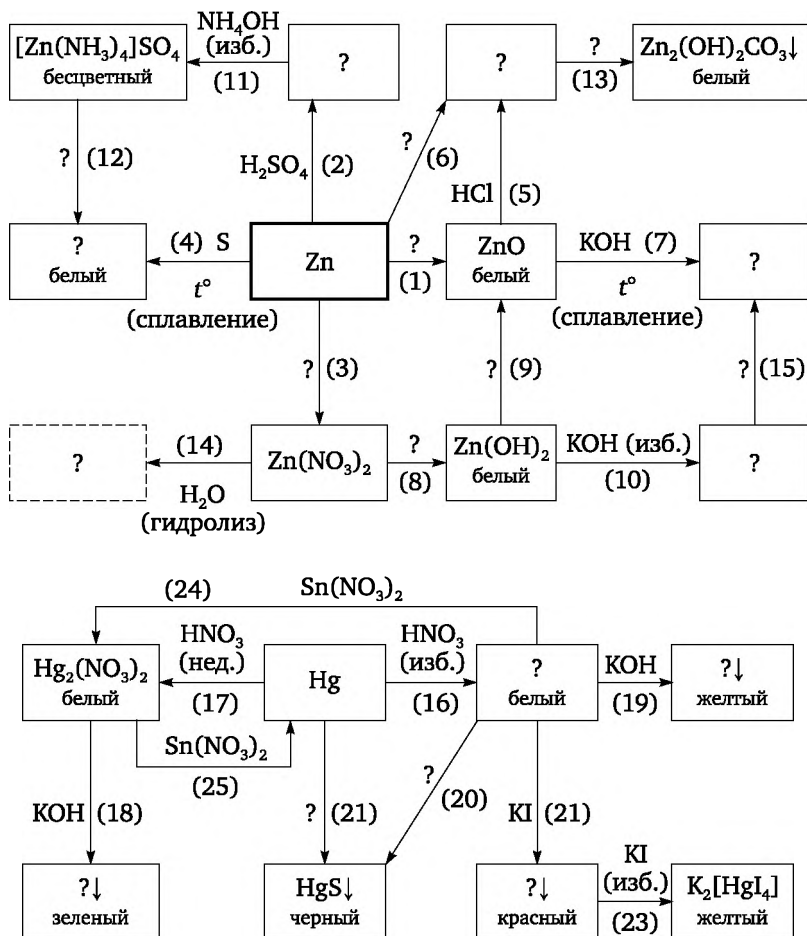 [Zn(NH₃)₄]SO₄
бесцветный
NH₄OH
(изб.)
(11)
?
?
?
(13)
Zn₂(OH)₂CO₃↓
белый
? (12)
H₂SO₄ (2)
?
(6)
HCl (5)
?
белый
(4) S
t°
(сплавление)
Zn
?
(1)
ZnO
белый
KOH (7)
t°
(сплавление)
?
? (3)
? (9)
? (15)
?
(14)
H₂O
(гидролиз)
Zn(NO₃)₂
?
(8)
Zn(OH)₂
белый
KOH (изб.)
(10)
?
(24) Sn(NO₃)₂
Hg₂(NO₃)₂
белый
HNO₃
(нед.)
(17)
Hg
HNO₃
(изб.)
(16)
?
белый
KOH
(19)
?↓
желтый
Sn(NO₃)₂
(25)
KOH (18)
? (21)
?
(20)
KI (21)
?↓
зеленый
HgS↓
черный
?↓
красный
KI
(изб.)
(23)
K₂[HgI₄]
желтый